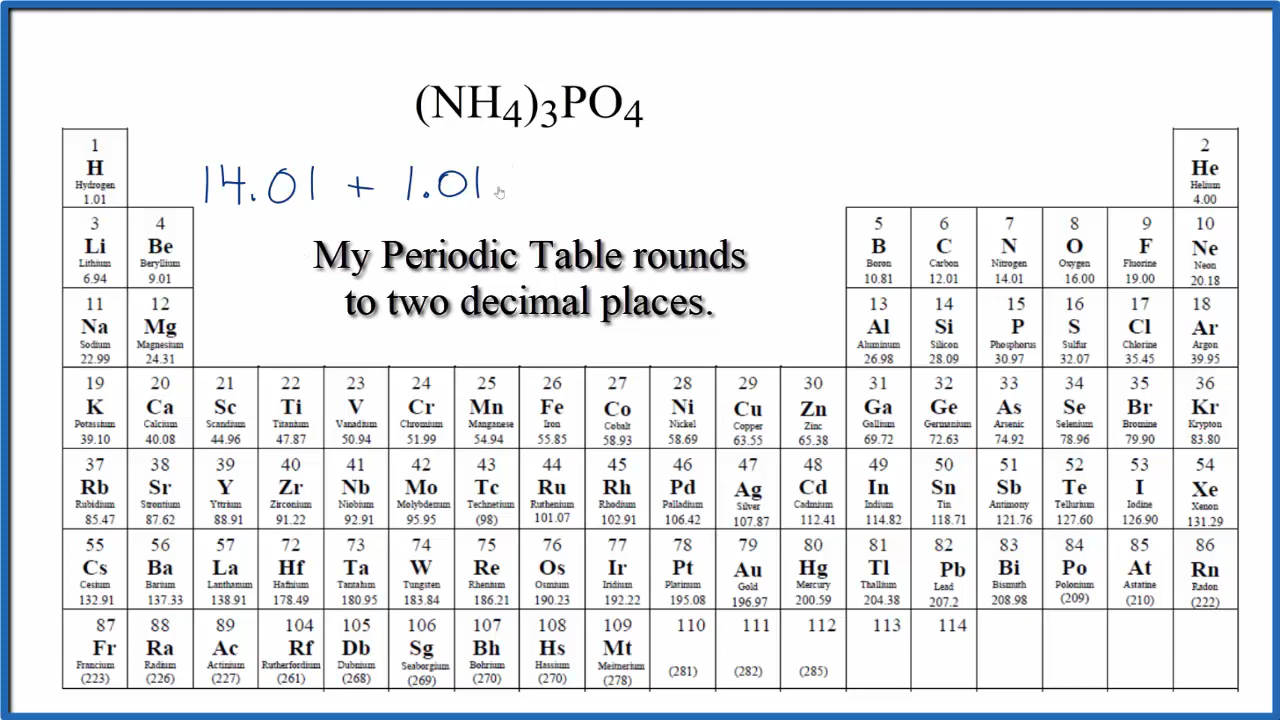 (NH4)3PO4
14.01 + 1.01
My Periodic Table rounds
to two decimal places.
1 2
H He
Hydrogen Helium
1.01 4.00
3 4 5 6 7 8 9 10
Li Be B C N O F Ne
Lithium Beryllium Boron Carbon Nitrogen Oxygen Fluorine Neon
6.94 9.01 10.81 12.01 14.01 16.00 19.00 20.18
11 12 13 14 15 16 17 18
Na Mg Al Si P S Cl Ar
Sodium Magnesium Aluminum Silicon Phosphorus Sulfur Chlorine Argon
22.99 24.31 26.98 28.09 30.97 32.07 35.45 39.95
19 20 21 22 23 24 25 26 27 28 29 30 31 32 33 34 35 36
K Ca Sc Ti V Cr Mn Fe Co Ni Cu Zn Ga Ge As Se Br Kr
Potassium Calcium Scandium Titanium Vanadium Chromium Manganese Iron Cobalt Nickel Copper Zinc Gallium Germanium Arsenic Selenium Bromine Krypton
39.10 40.08 44.96 47.87 50.94 51.99 54.94 55.85 58.93 58.69 63.55 65.38 69.72 72.63 74.92 78.96 79.90 83.80
37 38 39 40 41 42 43 44 45 46 47 48 49 50 51 52 53 54
Rb Sr Y Zr Nb Mo Tc Ru Rh Pd Ag Cd In Sn Sb Te I Xe
Rubidium Strontium Yttrium Zirconium Niobium Molybdenum Technetium Ruthenium Rhodium Palladium Silver Cadmium Indium Tin Antimony Tellurium Iodine Xenon
85.47 87.62 88.91 91.22 92.91 95.95 (98) 101.07 102.91 106.42 107.87 112.41 114.82 118.71 121.76 127.60 126.90 131.29
55 56 57 72 73 74 75 76 77 78 79 80 81 82 83 84 85 86
Cs Ba La Hf Ta W Re Os Ir Pt Au Hg Tl Pb Bi Po At Rn
Cesium Barium Lanthanum Hafnium Tantalum Tungsten Rhenium Osmium Iridium Platinum Gold Mercury Thallium Lead Bismuth Polonium Astatine Radon
132.91 137.33 138.91 178.49 180.95 183.84 186.21 190.23 192.22 195.08 196.97 200.59 204.38 207.2 208.98 (209) (210) (222)
87 88 89 104 105 106 107 108 109 110 111 112 113 114
Fr Ra Ac Rf Db Sg Bh Hs Mt
Francium Radium Actinium Rutherfordium Dubnium Seaborgium Bohrium Hassium Meitnerium
(223) (226) (227) (261) (268) (269) (270) (270) (278) (281) (282) (285)